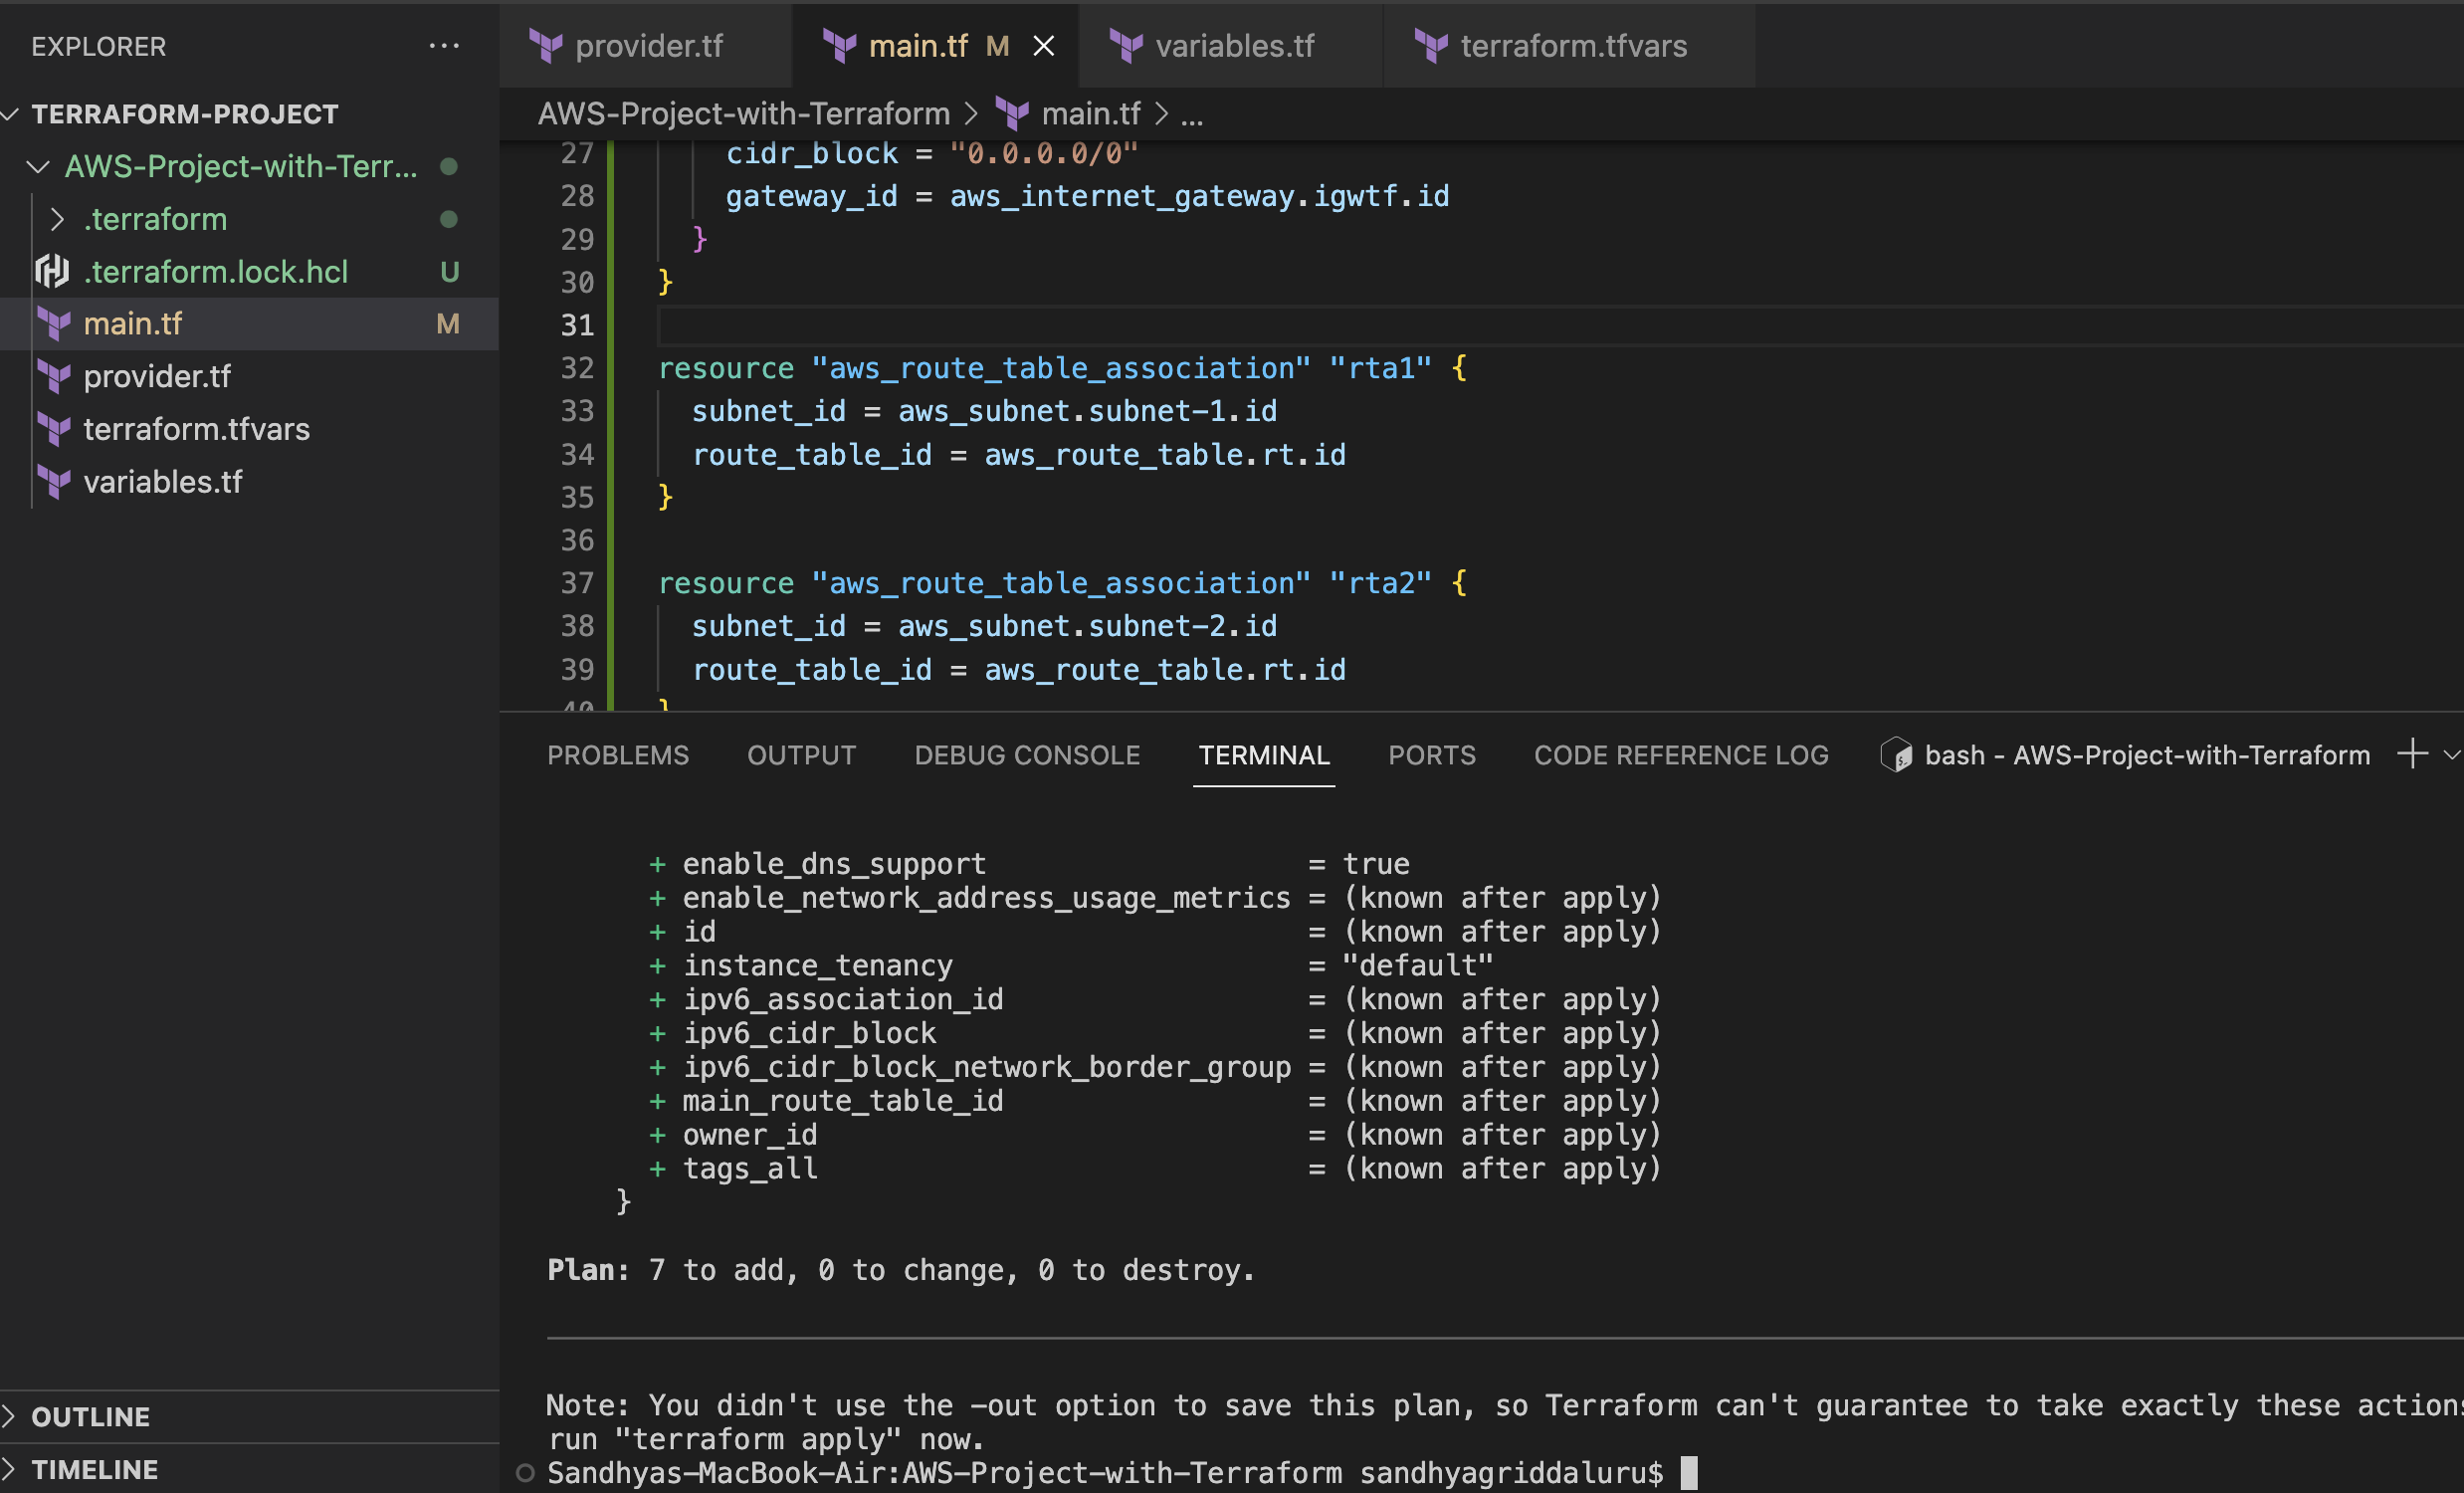 EXPLORER
TERRAFORM-PROJECT
AWS-Project-with-Terr...
.terraform
.terraform.lock.hcl U
main.tf M
provider.tf
terraform.tfvars
variables.tf
OUTLINE
TIMELINE
provider.tf
main.tf M
variables.tf
terraform.tfvars
AWS-Project-with-Terraform > main.tf > ...
27 cidr_block = "0.0.0.0/0"
28 gateway_id = aws_internet_gateway.igwtf.id
29 }
30 }
31
32 resource "aws_route_table_association" "rta1" {
33 subnet_id = aws_subnet.subnet-1.id
34 route_table_id = aws_route_table.rt.id
35 }
36
37 resource "aws_route_table_association" "rta2" {
38 subnet_id = aws_subnet.subnet-2.id
39 route_table_id = aws_route_table.rt.id
40 }
PROBLEMS OUTPUT DEBUG CONSOLE TERMINAL PORTS CODE REFERENCE LOG bash - AWS-Project-with-Terraform
+ enable_dns_support = true
+ enable_network_address_usage_metrics = (known after apply)
+ id = (known after apply)
+ instance_tenancy = "default"
+ ipv6_association_id = (known after apply)
+ ipv6_cidr_block = (known after apply)
+ ipv6_cidr_block_network_border_group = (known after apply)
+ main_route_table_id = (known after apply)
+ owner_id = (known after apply)
+ tags_all = (known after apply)
}
Plan: 7 to add, 0 to change, 0 to destroy.
Note: You didn't use the -out option to save this plan, so Terraform can't guarantee to take exactly these actions
run "terraform apply" now.
Sandhyas-MacBook-Air:AWS-Project-with-Terraform sandhyagriddaluru$